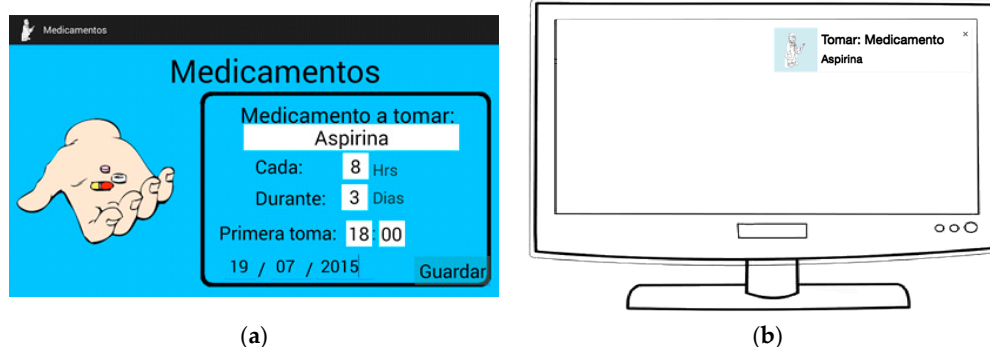 Medicamentos
Medicamentos
Medicamento a tomar:
Aspirina
Cada: 8 Hrs
Durante: 3 Dias
Primera toma: 18:00
19 / 07 / 2015
Guardar
(a)
Tomar: Medicamento ×
Aspirina
(b)